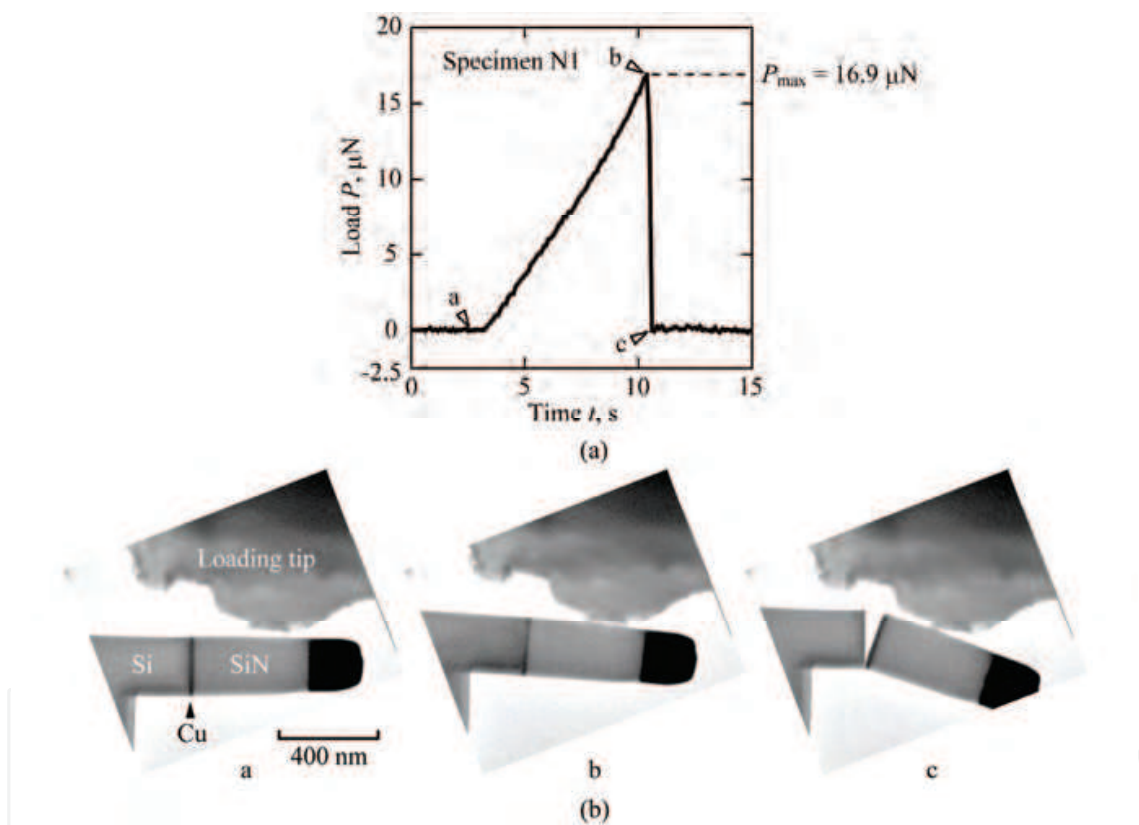 20
15
10
5
0
-2.5
Load P, μN
Specimen N1
b
Pmax = 16.9 μN
a
c
0 5 10 15
Time t, s
(a)
Loading tip
Si SiN
Cu
400 nm
a b c
(b)